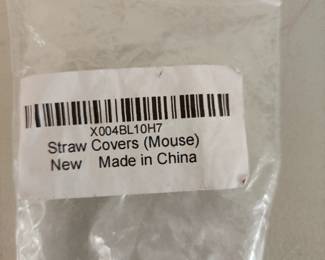 X004BL10H7
Straw Covers (Mouse)
New Made in China